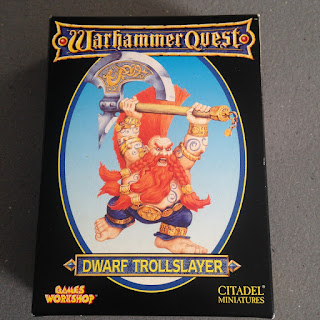 Warhammer Quest
DWARF TROLLSLAYER
GAMES
WORKSHOP®
CITADEL
MINIATURES